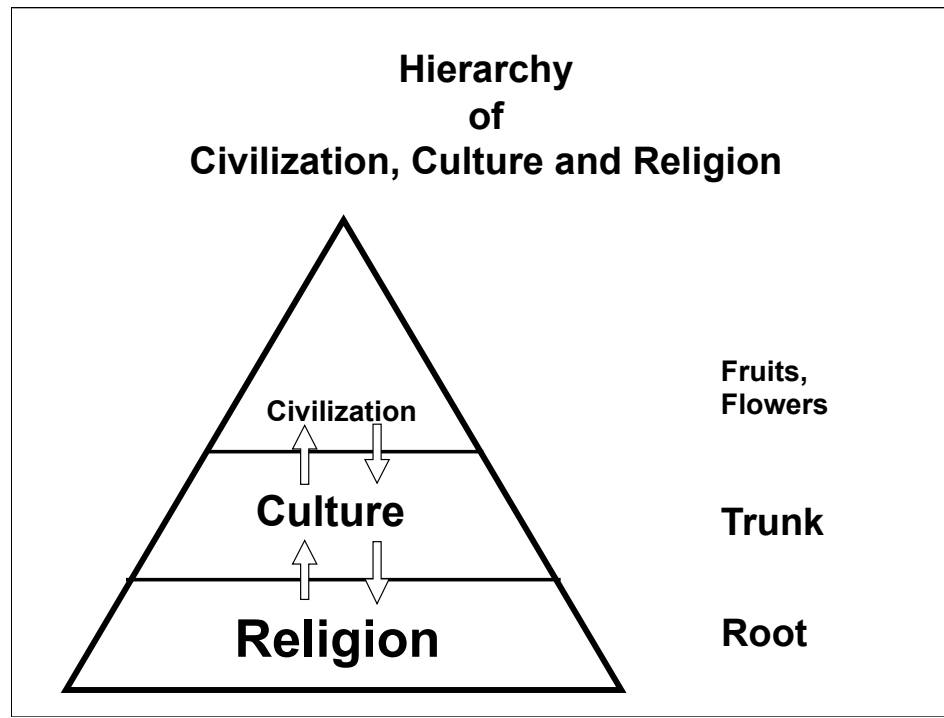 Hierarchy
of
Civilization, Culture and Religion
Fruits,
Flowers
Civilization
Culture
Trunk
Religion
Root